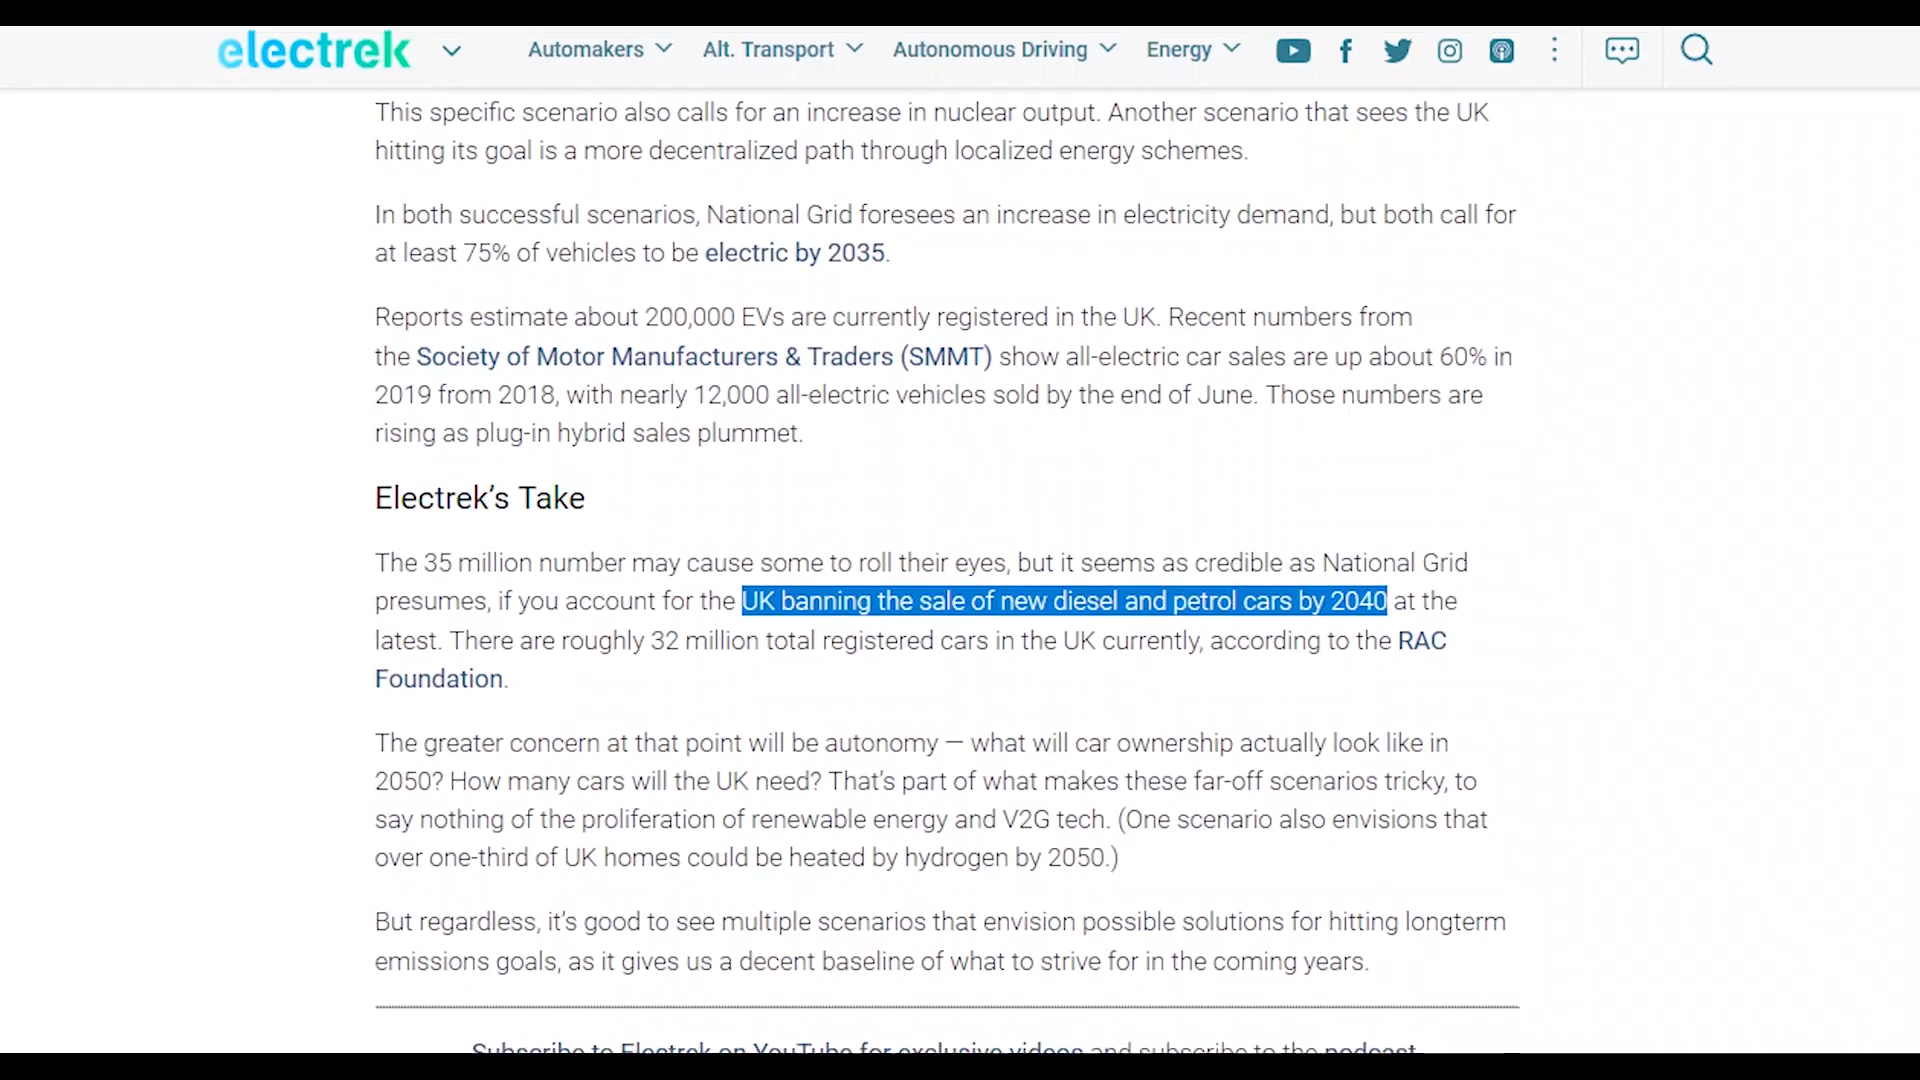 electrek Automakers Alt. Transport Autonomous Driving Energy
This specific scenario also calls for an increase in nuclear output. Another scenario that sees the UK
hitting its goal is a more decentralized path through localized energy schemes.
In both successful scenarios, National Grid foresees an increase in electricity demand, but both call for
at least 75% of vehicles to be electric by 2035.
Reports estimate about 200,000 EVs are currently registered in the UK. Recent numbers from
the Society of Motor Manufacturers & Traders (SMMT) show all-electric car sales are up about 60% in
2019 from 2018, with nearly 12,000 all-electric vehicles sold by the end of June. Those numbers are
rising as plug-in hybrid sales plummet.
Electrek’s Take
The 35 million number may cause some to roll their eyes, but it seems as credible as National Grid
presumes, if you account for the UK banning the sale of new diesel and petrol cars by 2040 at the
latest. There are roughly 32 million total registered cars in the UK currently, according to the RAC
Foundation.
The greater concern at that point will be autonomy — what will car ownership actually look like in
2050? How many cars will the UK need? That’s part of what makes these far-off scenarios tricky, to
say nothing of the proliferation of renewable energy and V2G tech. (One scenario also envisions that
over one-third of UK homes could be heated by hydrogen by 2050.)
But regardless, it’s good to see multiple scenarios that envision possible solutions for hitting longterm
emissions goals, as it gives us a decent baseline of what to strive for in the coming years.
Subscribe to Electrek on YouTube for exclusive videos and subscribe to the podcast.